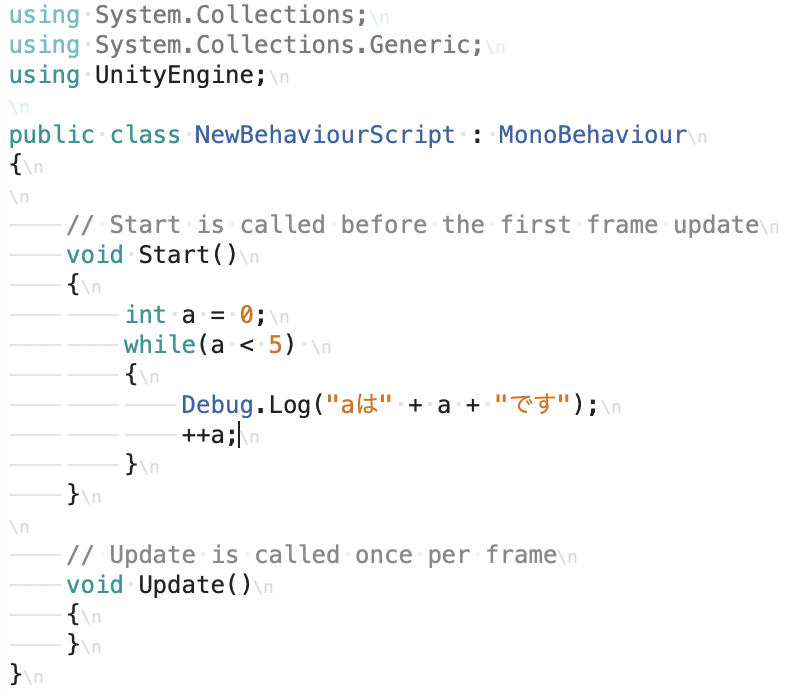 using System.Collections;\n
using System.Collections.Generic;\n
using UnityEngine;\n
\n
public class NewBehaviourScript : MonoBehaviour\n
{\n
\n
// Start is called before the first frame update\n
void Start()\n
{\n
int a = 0;\n
while(a < 5) \n
{\n
Debug.Log("aは" + a + "です");\n
++a;\n
}\n
}\n
\n
// Update is called once per frame\n
void Update()\n
{\n
}\n
}\n